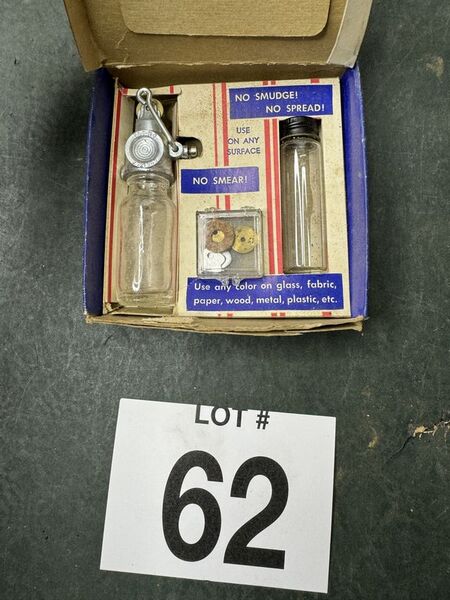 NO SMUDGE!
NO SPREAD!
USE
ON ANY
SURFACE
NO SMEAR!
Use any color on glass, fabric,
paper, wood, metal, plastic, etc.
LOT #
62